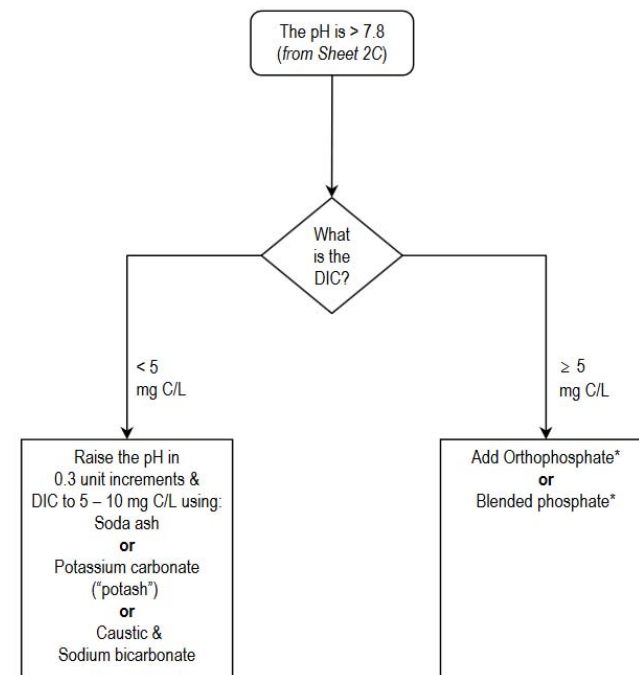 The pH is > 7.8
(from Sheet 2C)
What
is the
DIC?
< 5
mg C/L
≥ 5
mg C/L
Raise the pH in
0.3 unit increments &
DIC to 5 – 10 mg C/L using:
Soda ash
or
Potassium carbonate
(“potash”)
or
Caustic &
Sodium bicarbonate
Add Orthophosphate*
or
Blended phosphate*